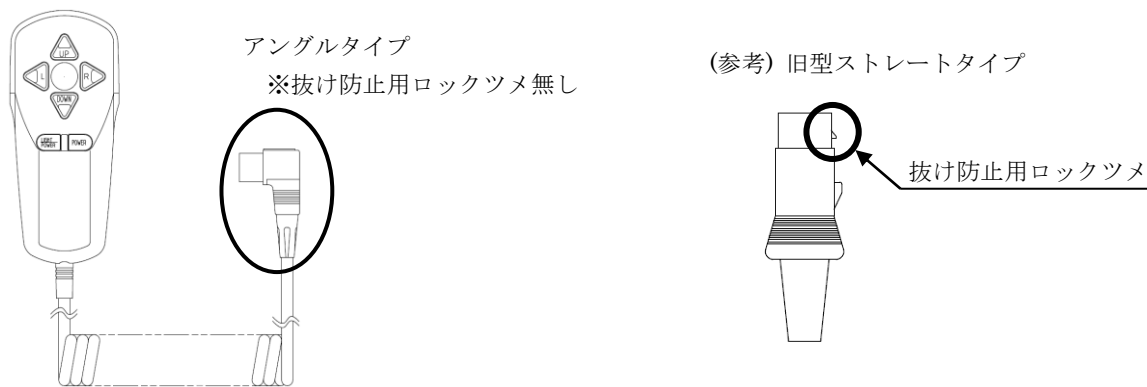 アングルタイプ
※抜け防止用ロックツメ無し
UP
L
R
DOWN
LIGHT POWER
POWER
(参考) 旧型ストレートタイプ
抜け防止用ロックツメ